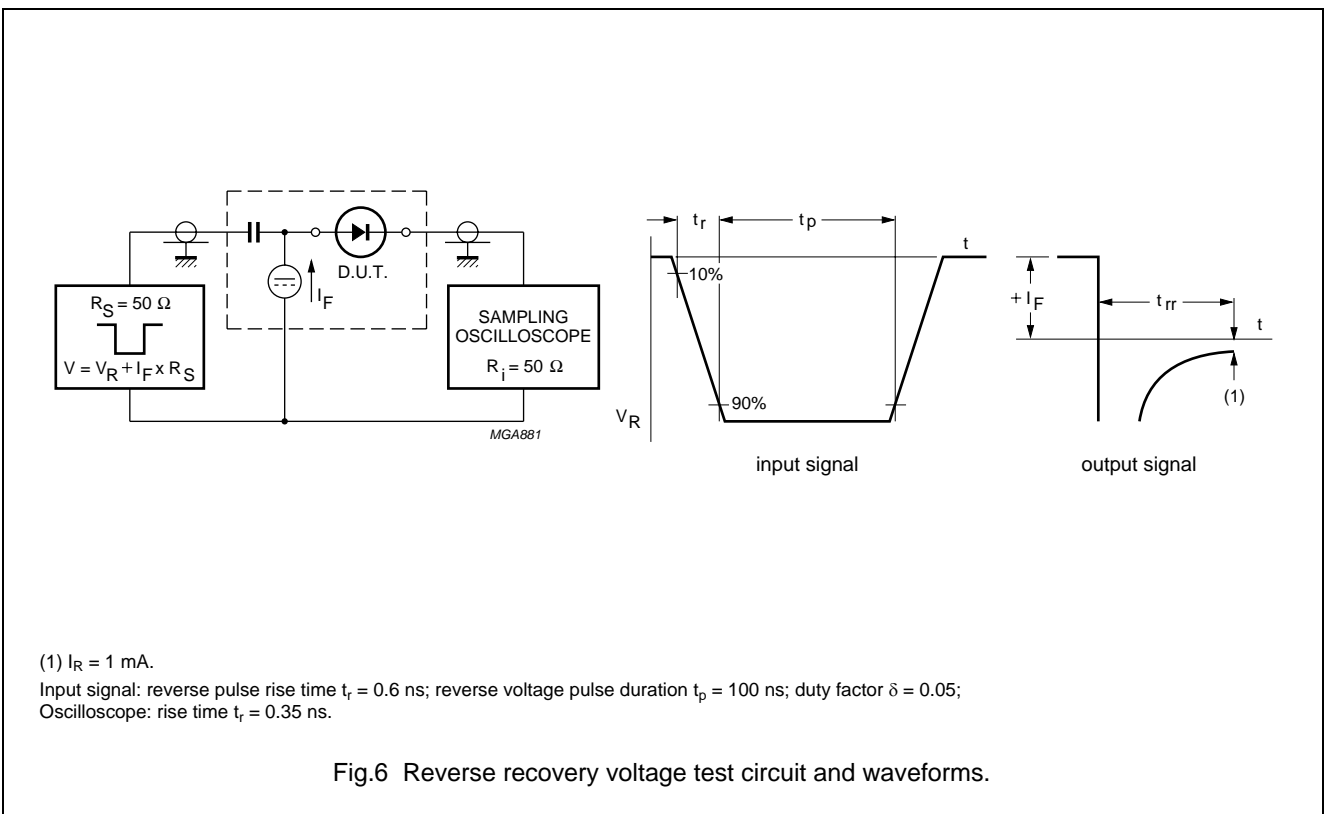 R_S = 50 Ω
V = V_R + I_F x R_S
I_F
D.U.T.
SAMPLING
OSCILLOSCOPE
R_i = 50 Ω
MGA881
t_r
t_p
t
10%
90%
V_R
input signal
+ I_F
t_rr
t
(1)
output signal
(1) I_R = 1 mA.
Input signal: reverse pulse rise time t_r = 0.6 ns; reverse voltage pulse duration t_p = 100 ns; duty factor δ = 0.05;
Oscilloscope: rise time t_r = 0.35 ns.
Fig.6 Reverse recovery voltage test circuit and waveforms.